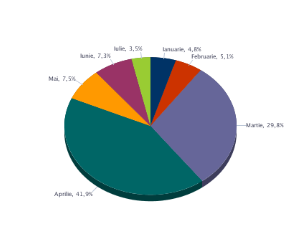 Iulie, 3,5%
Ianuarie, 4,8%
Iunie, 7,3%
Februarie, 5,1%
Mai, 7,5%
Martie, 29,8%
Aprilie, 41,9%